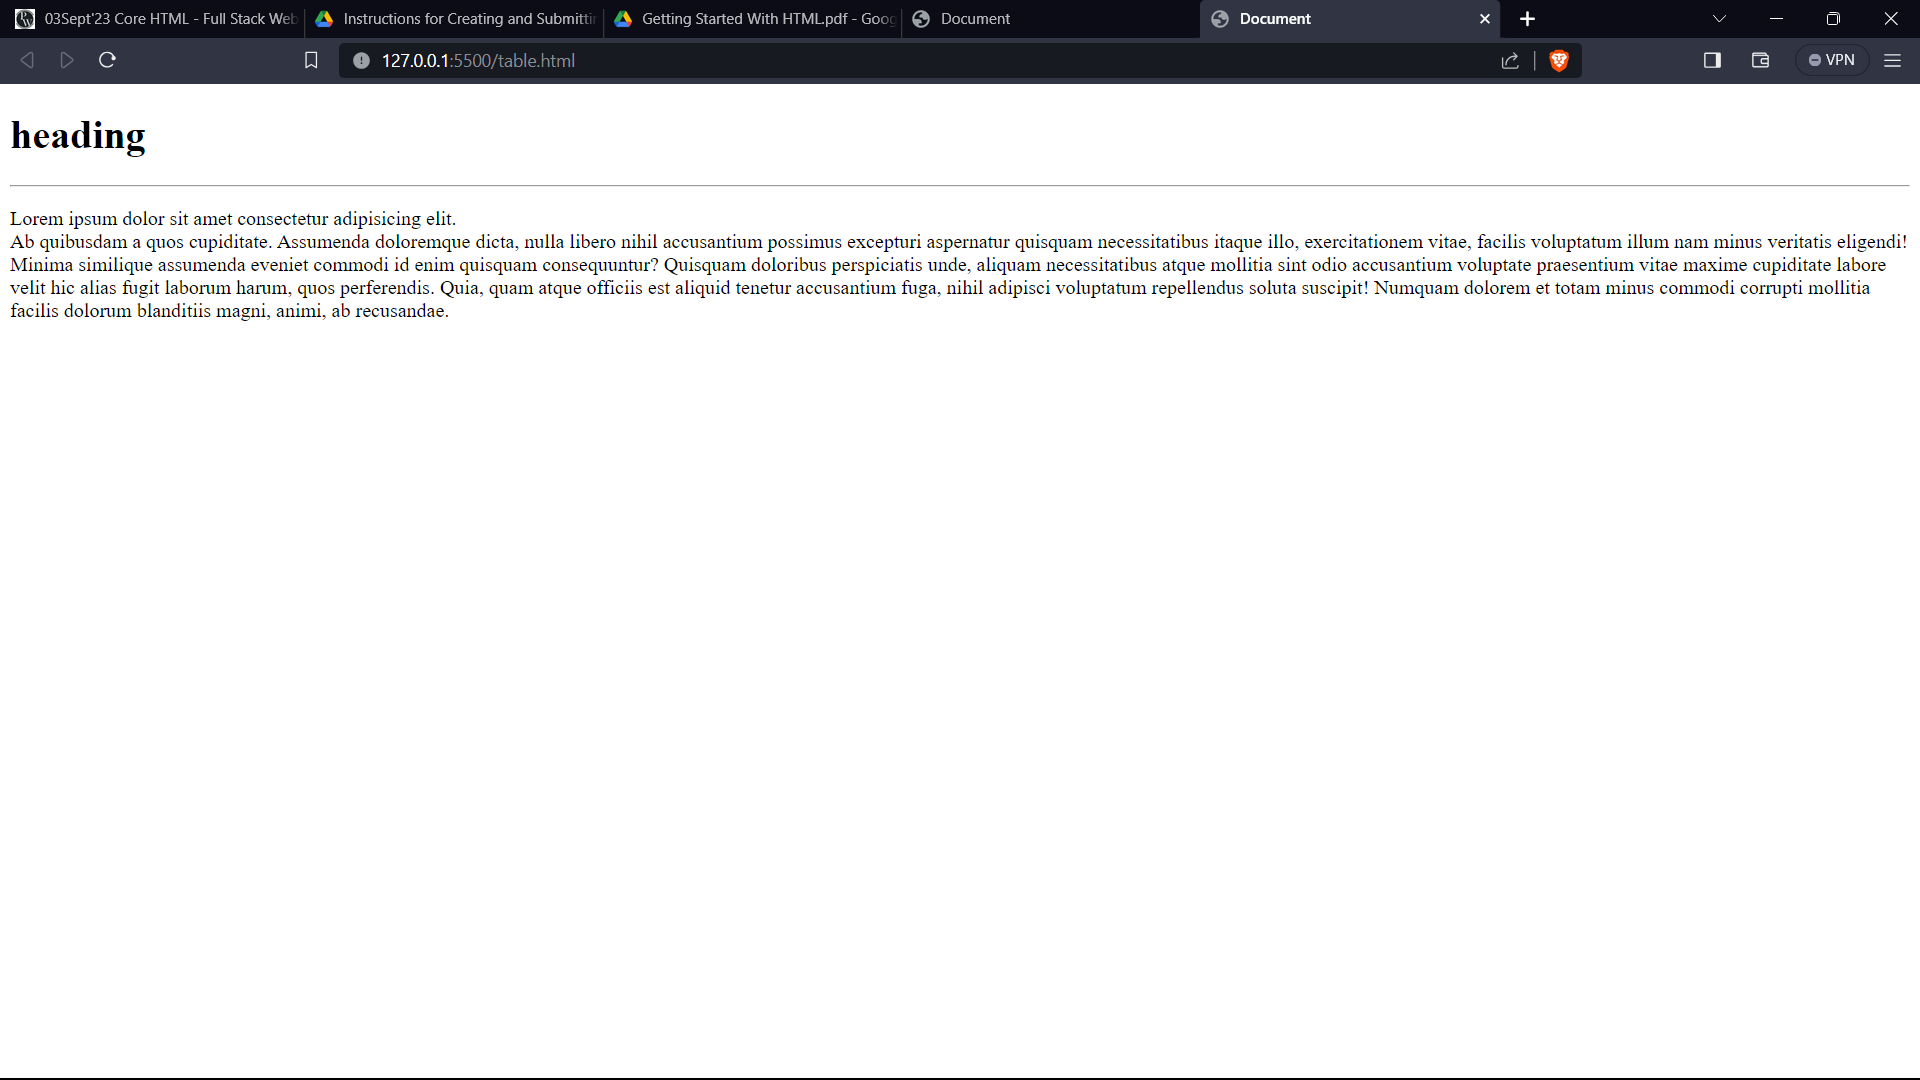 03Sept'23 Core HTML - Full Stack Web
Instructions for Creating and Submittin
Getting Started With HTML.pdf - Goog
Document
Document
127.0.0.1:5500/table.html
VPN
heading
Lorem ipsum dolor sit amet consectetur adipisicing elit.
Ab quibusdam a quos cupiditate. Assumenda doloremque dicta, nulla libero nihil accusantium possimus excepturi aspernatur quisquam necessitatibus itaque illo, exercitationem vitae, facilis voluptatum illum nam minus veritatis eligendi!
Minima similique assumenda eveniet commodi id enim quisquam consequuntur? Quisquam doloribus perspiciatis unde, aliquam necessitatibus atque mollitia sint odio accusantium voluptate praesentium vitae maxime cupiditate labore
velit hic alias fugit laborum harum, quos perferendis. Quia, quam atque officiis est aliquid tenetur accusantium fuga, nihil adipisci voluptatum repellendus soluta suscipit! Numquam dolorem et totam minus commodi corrupti mollitia
facilis dolorum blanditiis magni, animi, ab recusandae.